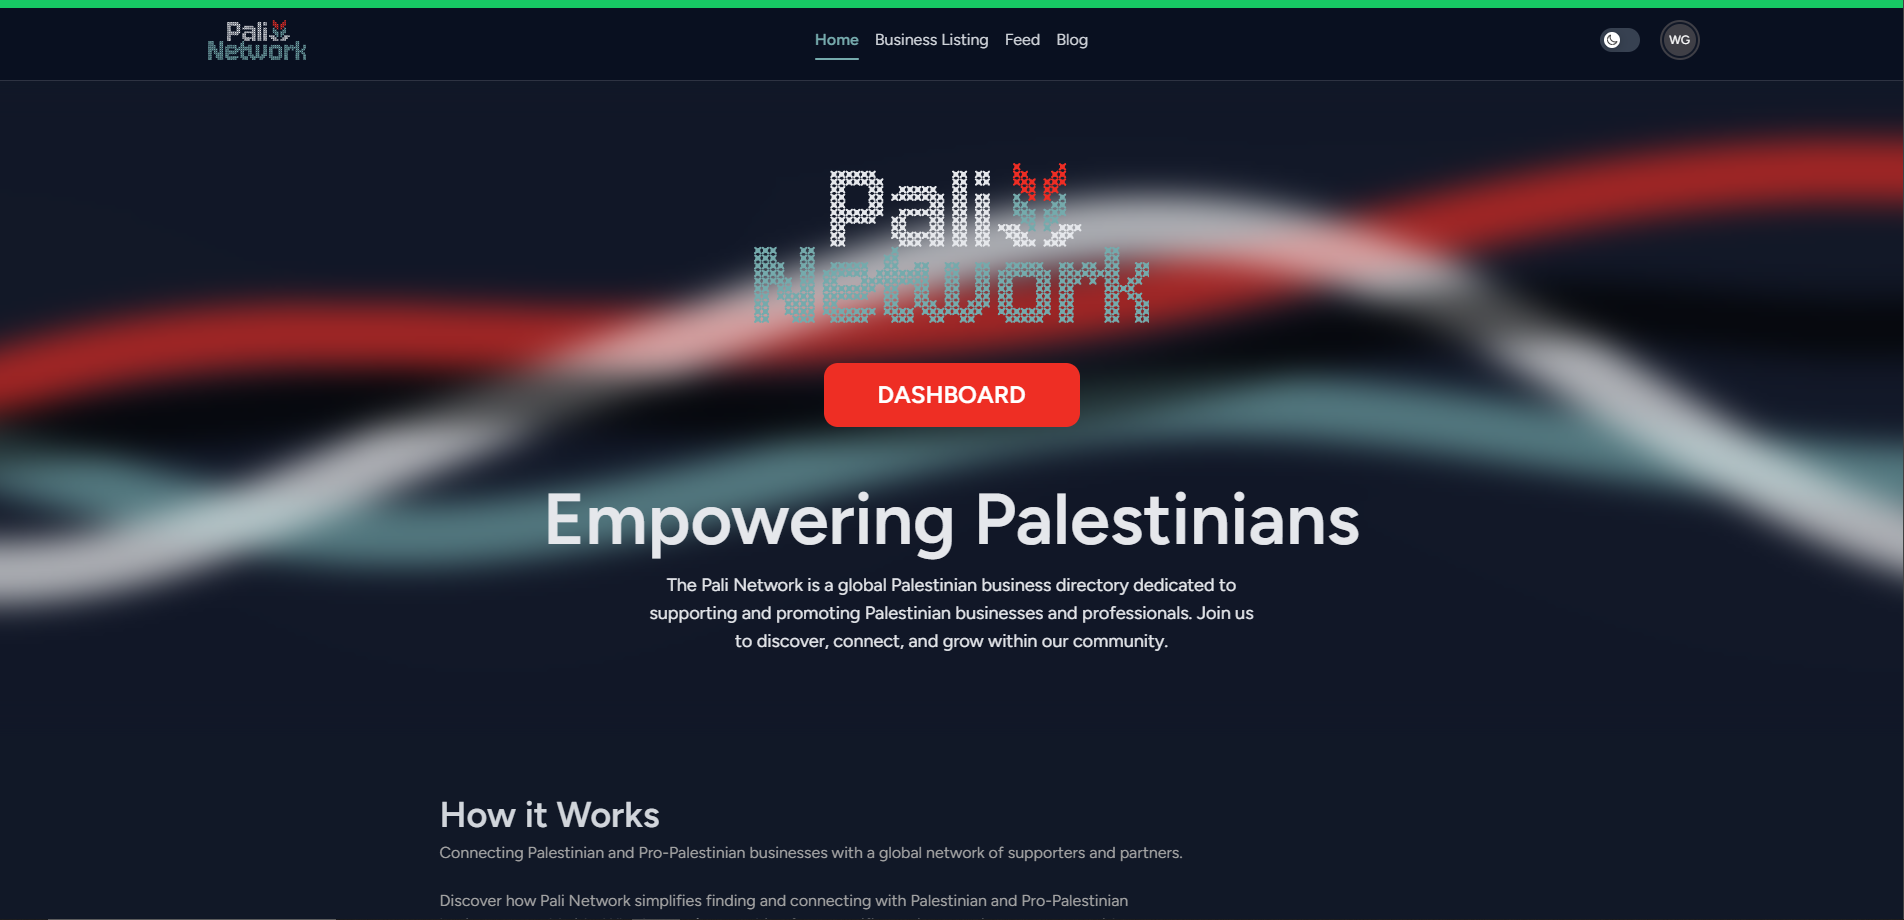 Pali
Network
Home Business Listing Feed Blog
WG
Pali
Network
DASHBOARD
Empowering Palestinians
The Pali Network is a global Palestinian business directory dedicated to
supporting and promoting Palestinian businesses and professionals. Join us
to discover, connect, and grow within our community.
How it Works
Connecting Palestinian and Pro-Palestinian businesses with a global network of supporters and partners.
Discover how Pali Network simplifies finding and connecting with Palestinian and Pro-Palestinian